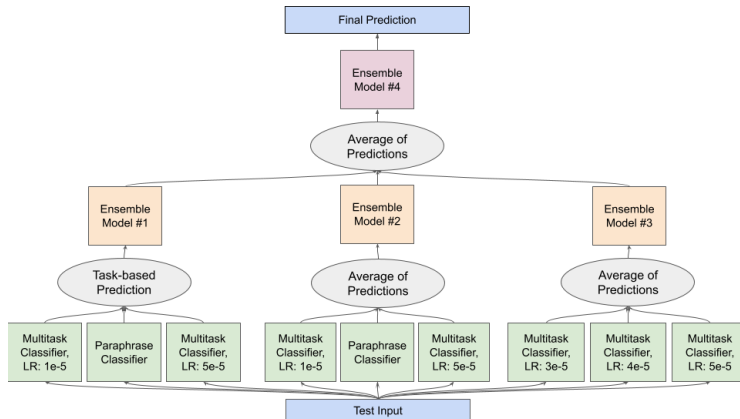 Final Prediction
Ensemble
Model #4
Average of
Predictions
Ensemble
Model #1
Ensemble
Model #2
Ensemble
Model #3
Task-based
Prediction
Average of
Predictions
Average of
Predictions
Multitask
Classifier,
LR: 1e-5
Paraphrase
Classifier
Multitask
Classifier,
LR: 5e-5
Multitask
Classifier,
LR: 1e-5
Paraphrase
Classifier
Multitask
Classifier,
LR: 5e-5
Multitask
Classifier,
LR: 3e-5
Multitask
Classifier,
LR: 4e-5
Multitask
Classifier,
LR: 5e-5
Test Input